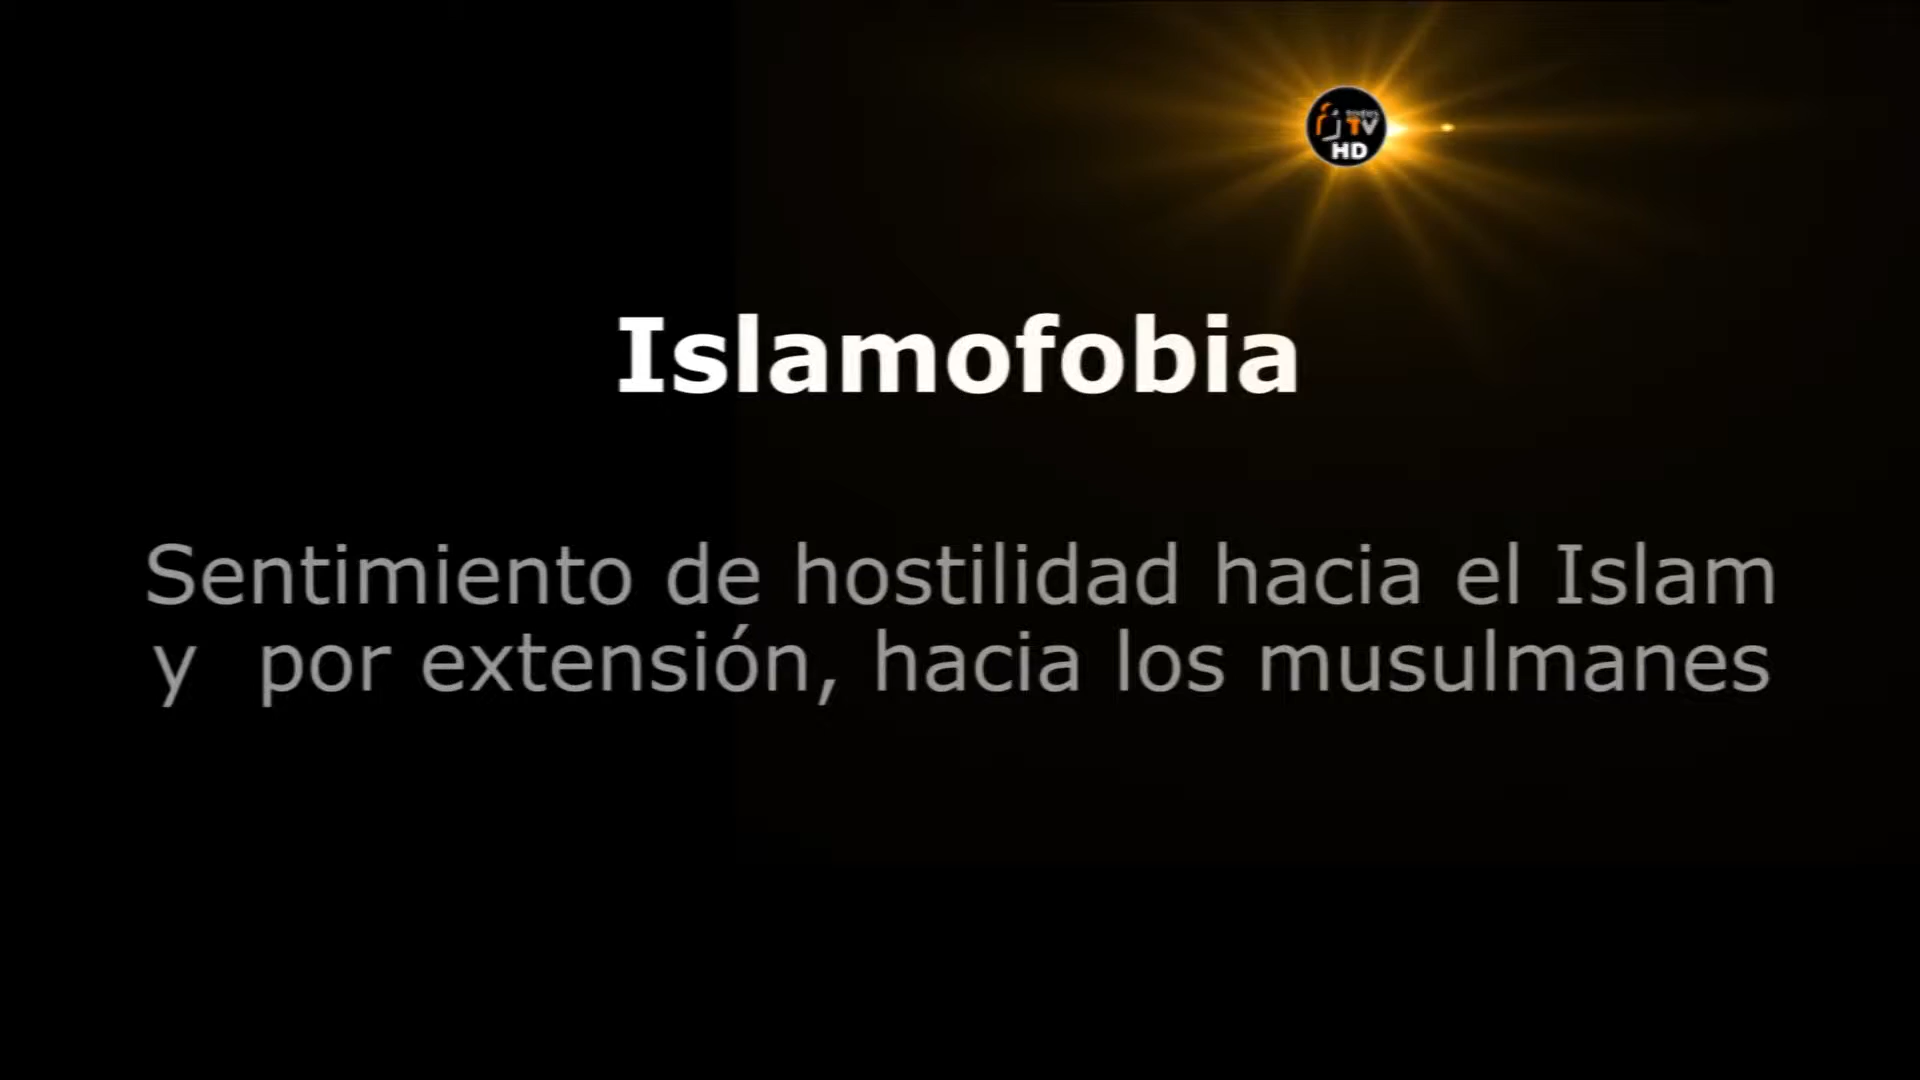 TV
HD
Islamofobia
Sentimiento de hostilidad hacia el Islam
y por extensión, hacia los musulmanes